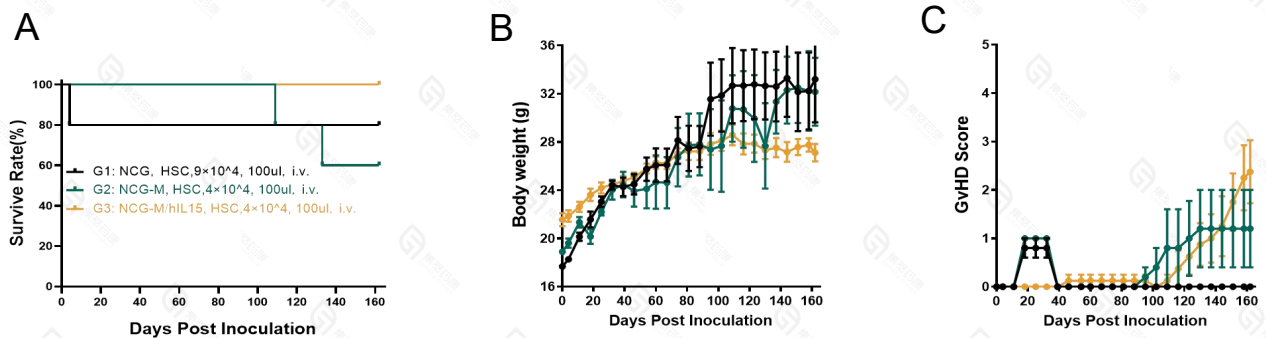 A
Survive Rate(%)
100
80
60
40
20
0
G1: NCG, HSC,9×10^4, 100ul, i.v.
G2: NCG-M, HSC,4×10^4, 100ul, i.v.
G3: NCG-M/hIL15, HSC,4×10^4, 100ul, i.v.
0 20 40 60 80 100 120 140 160
Days Post Inoculation
B
Body weight (g)
36
32
28
24
20
16
0 20 40 60 80 100 120 140 160
Days Post Inoculation
C
GvHD Score
5
4
3
2
1
0
0 20 40 60 80 100 120 140 160
Days Post Inoculation